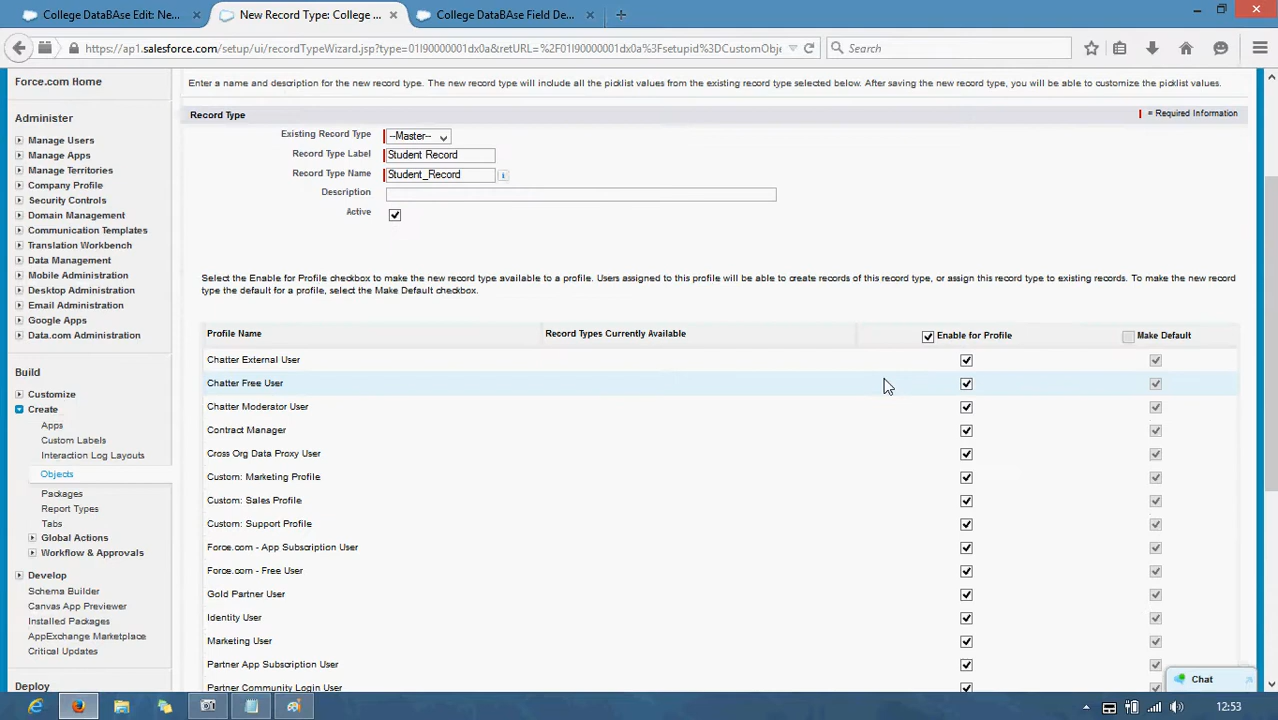 College DataBAse Edit: Ne...
New Record Type: College ...
College DataBAse Field De...
https://ap1.salesforce.com/setup/ui/recordTypeWizard.jsp?type=01I90000001dx0a&retURL=%2F01I90000001dx0a%3Fsetupid%3DCustomObje
Search
Force.com Home
Administer
Manage Users
Manage Apps
Manage Territories
Company Profile
Security Controls
Domain Management
Communication Templates
Translation Workbench
Data Management
Mobile Administration
Desktop Administration
Email Administration
Google Apps
Data.com Administration
Build
Customize
Create
Apps
Custom Labels
Interaction Log Layouts
Objects
Packages
Report Types
Tabs
Global Actions
Workflow & Approvals
Develop
Schema Builder
Canvas App Previewer
Installed Packages
AppExchange Marketplace
Critical Updates
Deploy
Enter a name and description for the new record type. The new record type will include all the picklist values from the existing record type selected below. After saving the new record type, you will be able to customize the picklist values.
Record Type
= Required Information
Existing Record Type --Master--
Record Type Label Student Record
Record Type Name Student_Record i
Description
Active
Select the Enable for Profile checkbox to make the new record type available to a profile. Users assigned to this profile will be able to create records of this record type, or assign this record type to existing records. To make the new record
type the default for a profile, select the Make Default checkbox.
Profile Name Record Types Currently Available Enable for Profile Make Default
Chatter External User
Chatter Free User
Chatter Moderator User
Contract Manager
Cross Org Data Proxy User
Custom: Marketing Profile
Custom: Sales Profile
Custom: Support Profile
Force.com - App Subscription User
Force.com - Free User
Gold Partner User
Identity User
Marketing User
Partner App Subscription User
Partner Community Login User
Chat
12:53